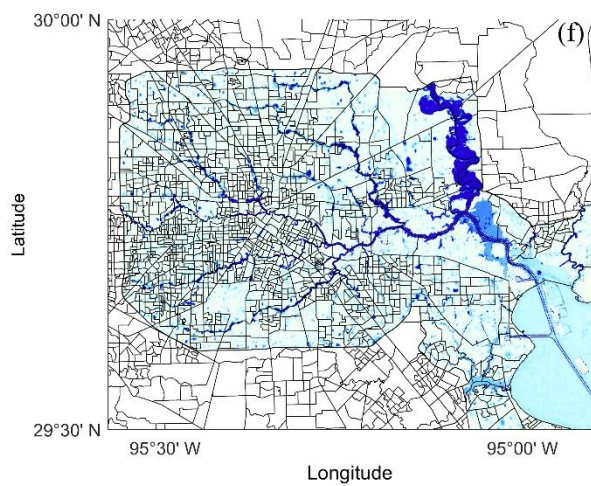 30°00' N
(f)
Latitude
29°30' N
95°30' W
95°00' W
Longitude